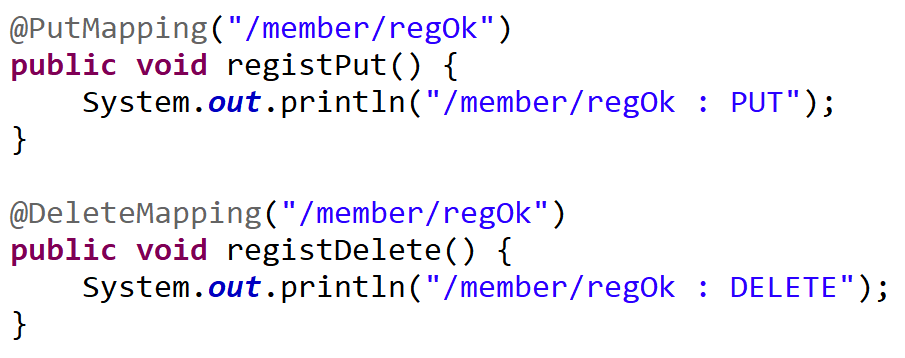 @PutMapping("/member/regOk")
public void registPut() {
    System.out.println("/member/regOk : PUT");
}

@DeleteMapping("/member/regOk")
public void registDelete() {
    System.out.println("/member/regOk : DELETE");
}